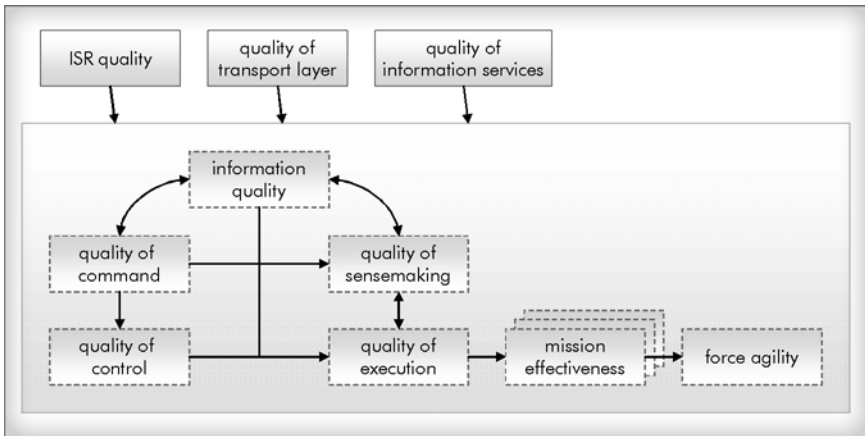 ISR quality
quality of
transport layer
quality of
information services
information
quality
quality of
command
quality of
sensemaking
quality of
control
quality of
execution
mission
effectiveness
force agility